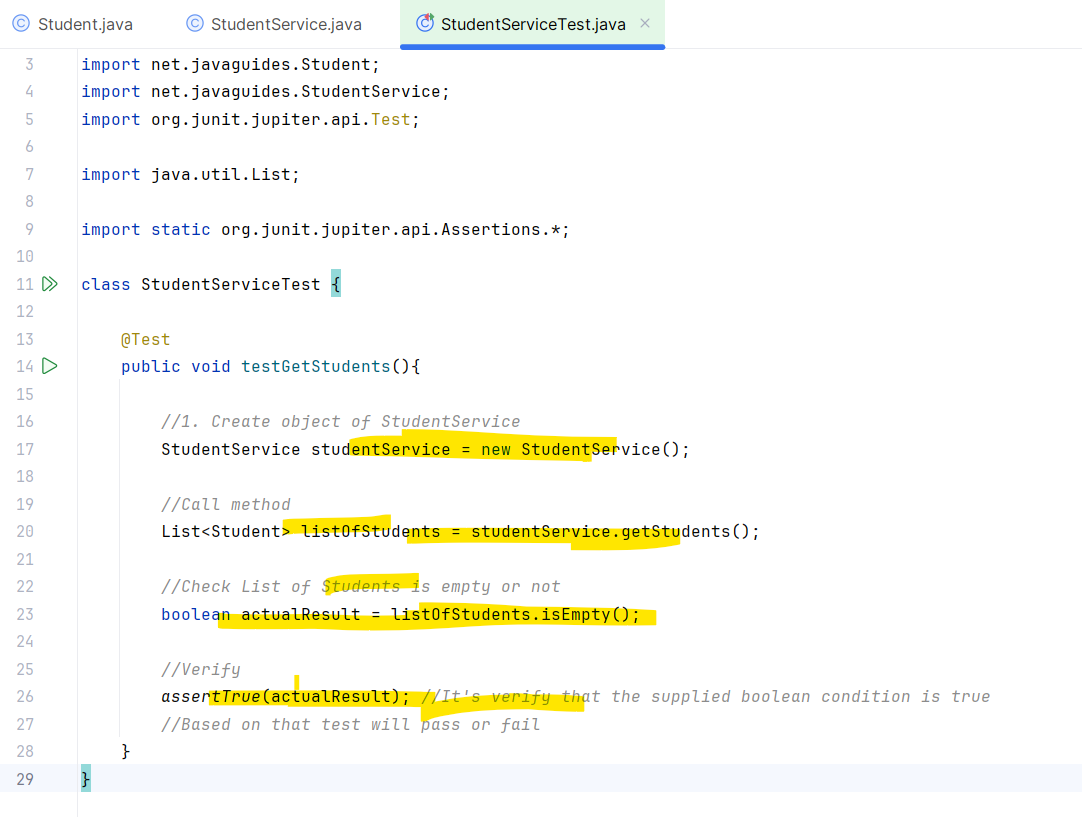 Student.java StudentService.java StudentServiceTest.java
3 import net.javaguides.Student;
4 import net.javaguides.StudentService;
5 import org.junit.jupiter.api.Test;
6
7 import java.util.List;
8
9 import static org.junit.jupiter.api.Assertions.*;
10
11 class StudentServiceTest {
12
13 @Test
14 public void testGetStudents(){
15
16 //1. Create object of StudentService
17 StudentService studentService = new StudentService();
18
19 //Call method
20 List<Student> listOfStudents = studentService.getStudents();
21
22 //Check List of Students is empty or not
23 boolean actualResult = listOfStudents.isEmpty();
24
25 //Verify
26 assertTrue(actualResult); //It's verify that the supplied boolean condition is true
27 //Based on that test will pass or fail
28 }
29 }